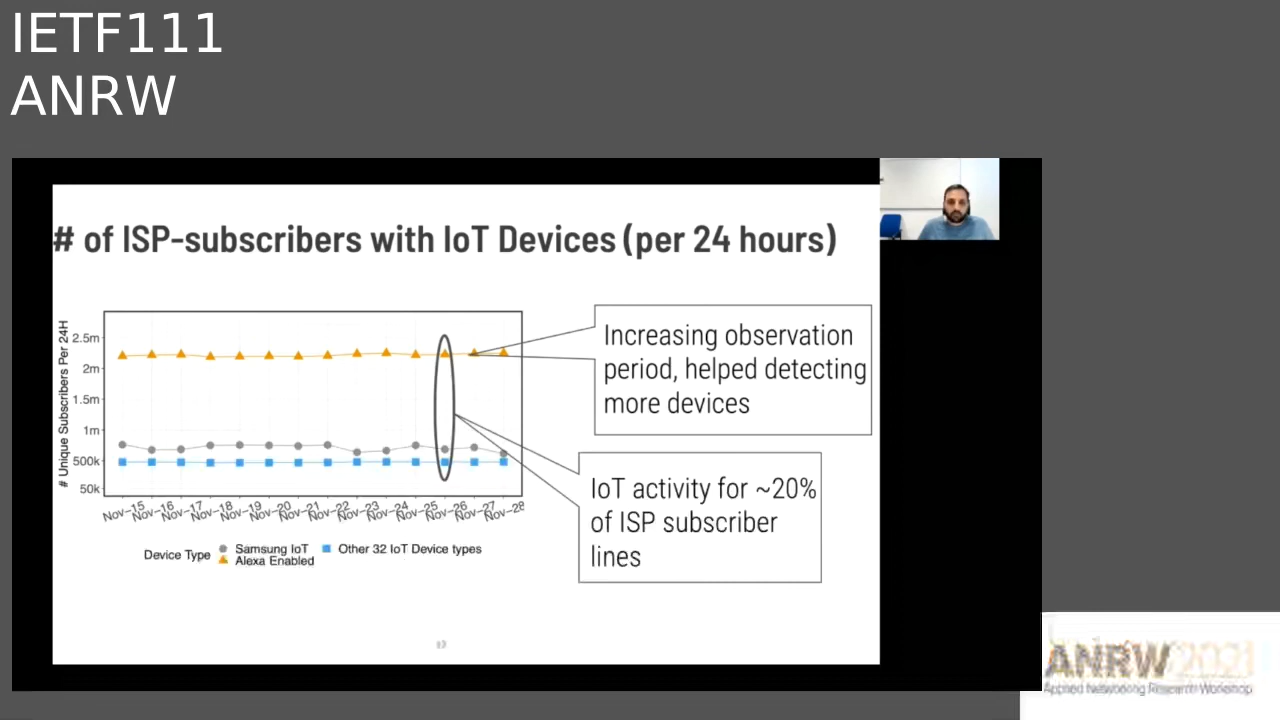 IETF111
ANRW
# of ISP-subscribers with IoT Devices (per 24 hours)
# Unique Subscribers Per 24H
2.5m
2m
1.5m
1m
500k
50k
Nov-15 Nov-16 Nov-17 Nov-18 Nov-19 Nov-20 Nov-21 Nov-22 Nov-23 Nov-24 Nov-25 Nov-26 Nov-27 Nov-28
Device Type
Samsung IoT
Other 32 IoT Device types
Alexa Enabled
Increasing observation
period, helped detecting
more devices
IoT activity for ~20%
of ISP subscriber
lines
ANRW 2021
Applied Networking Research Workshop